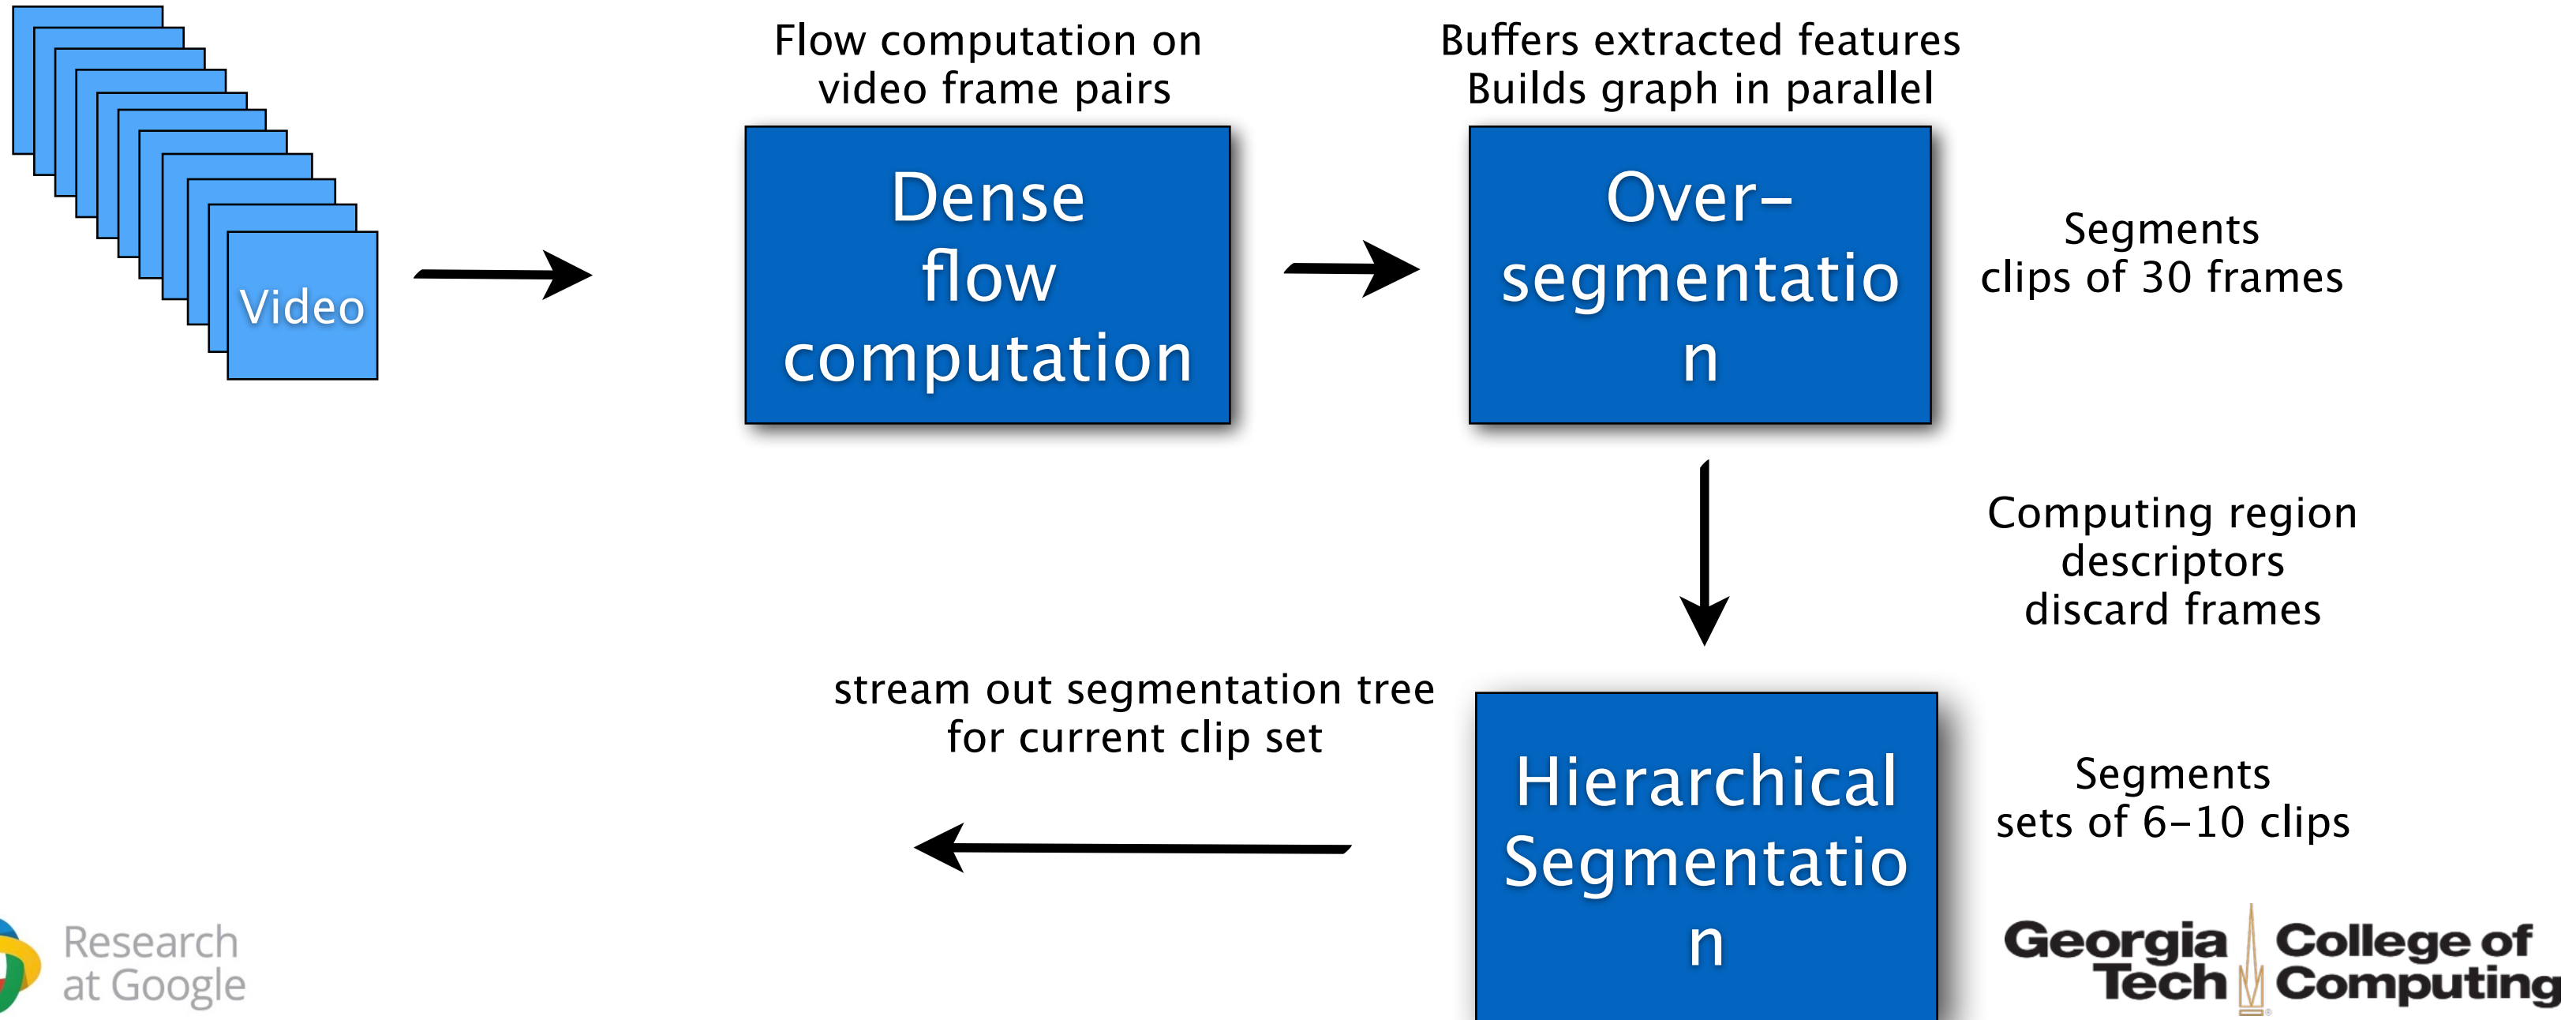 Flow computation on
video frame pairs
Buffers extracted features
Builds graph in parallel
Video
Dense
flow
computation
Over-
segmentatio
n
Segments
clips of 30 frames
Computing region
descriptors
discard frames
stream out segmentation tree
for current clip set
Hierarchical
Segmentatio
n
Segments
sets of 6-10 clips
Research
at Google
Georgia
Tech
College of
Computing